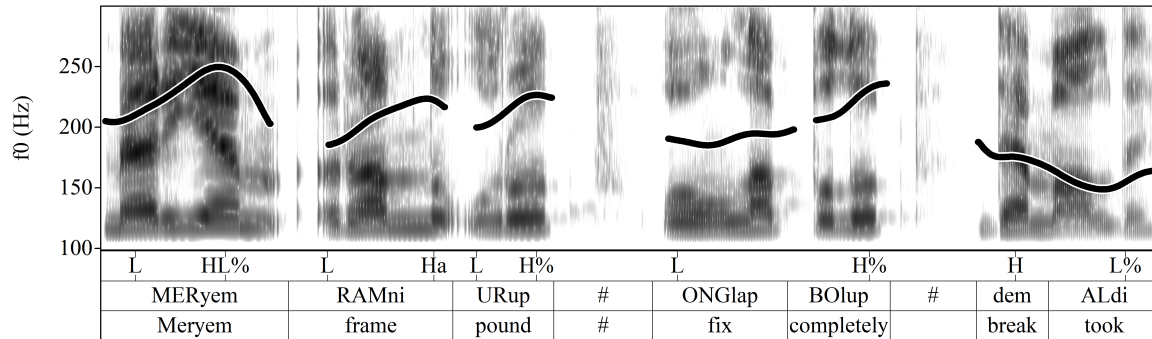 f0 (Hz)
250
200
150
100
L HL% L Ha L H% L H% H L%
MERyem RAMni URup # ONGlap BOlup # dem ALdi
Meryem frame pound # fix completely break took